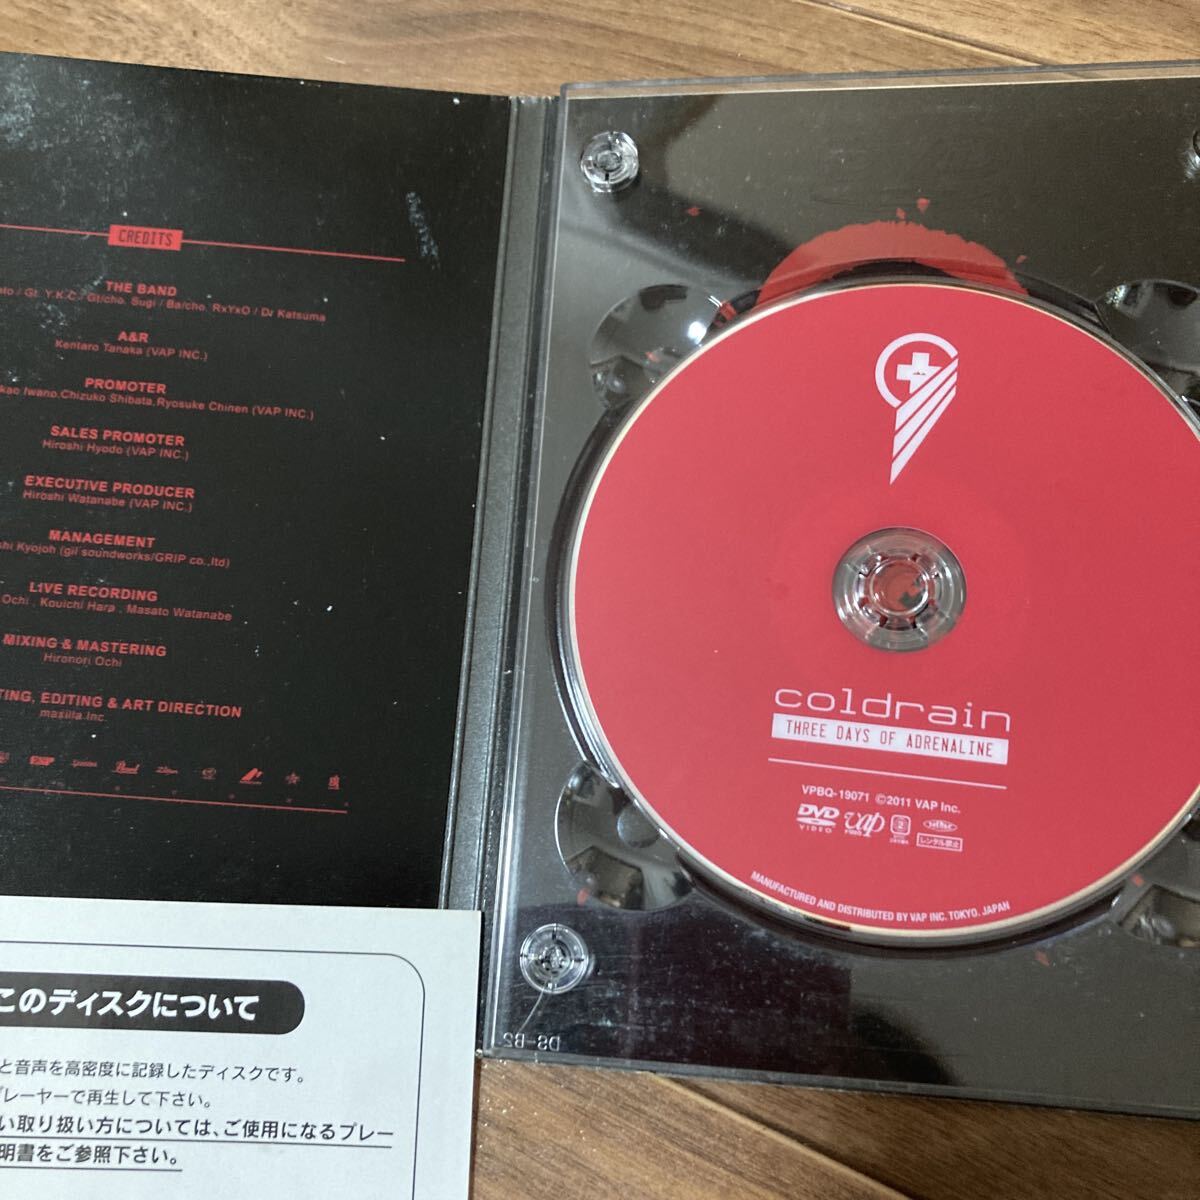 CREDITS
THE BAND
/ Gt. Y.K.C / Gt/cho. Sugi / Ba/cho. RxYxO / Dr Katsuma
A&R
Kentaro Tanaka (VAP INC.)
PROMOTER
Iwano,Chizuko Shibata,Ryosuke Chinen (VAP INC.)
SALES PROMOTER
Hiroshi Hyodo (VAP INC.)
EXECUTIVE PRODUCER
Hiroshi Watanabe (VAP INC.)
MANAGEMENT
Kyojoh (gil soundworks/GRIP co.,ltd)
LIVE RECORDING
Ochi . Kouichi Hara . Masato Watanabe
MIXING & MASTERING
Hironori Ochi
TING, EDITING & ART DIRECTION
masilla.inc.
coldrain
THREE DAYS OF ADRENALINE
VPBQ-19071 ©2011 VAP Inc.
DVD VIDEO vap VIDEO 2
レンタル禁止
MANUFACTURED AND DISTRIBUTED BY VAP INC. TOKYO. JAPAN
DS-B2
このディスクについて
と音声を高密度に記録したディスクです。
プレーヤーで再生して下さい。
い取り扱い方については、ご使用になるプレー
明書をご参照下さい。